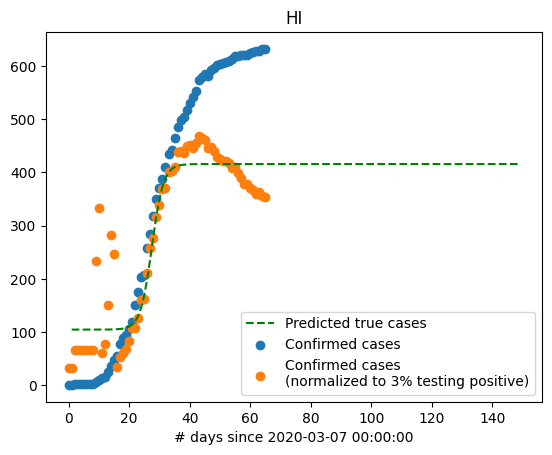 HI
600
500
400
300
200
100
0
Predicted true cases
Confirmed cases
Confirmed cases
(normalized to 3% testing positive)
0 20 40 60 80 100 120 140
# days since 2020-03-07 00:00:00